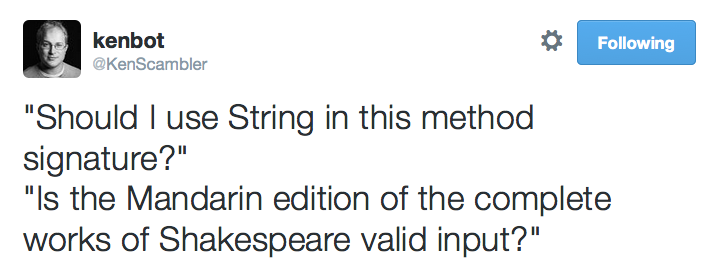 kenbot
@KenScambler
Following
"Should I use String in this method
signature?"
"Is the Mandarin edition of the complete
works of Shakespeare valid input?"